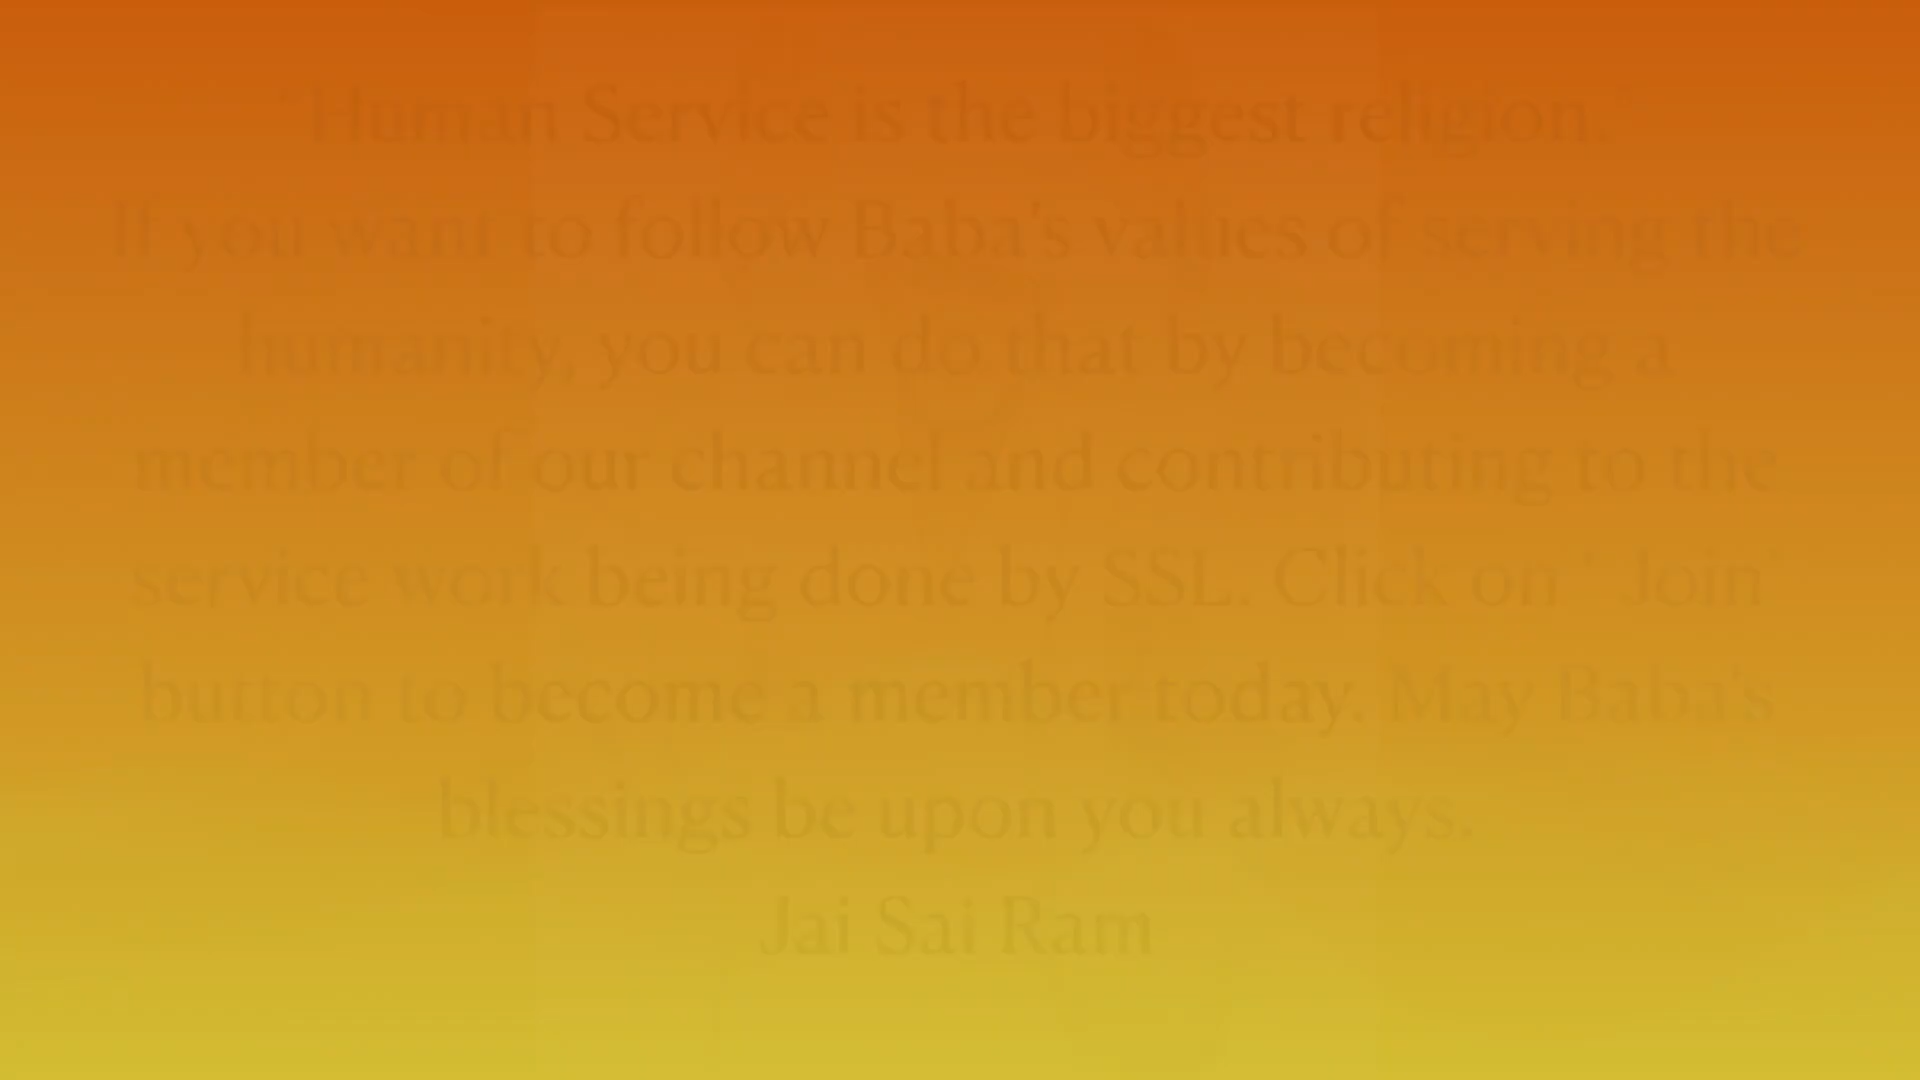 "Human Service is the biggest religion."
If you want to follow Baba's values of serving the
humanity, you can do that by becoming a
member of our channel and contributing to the
service work being done by SSL. Click on " Join"
button to become a member today. May Baba's
blessings be upon you always.
Jai Sai Ram